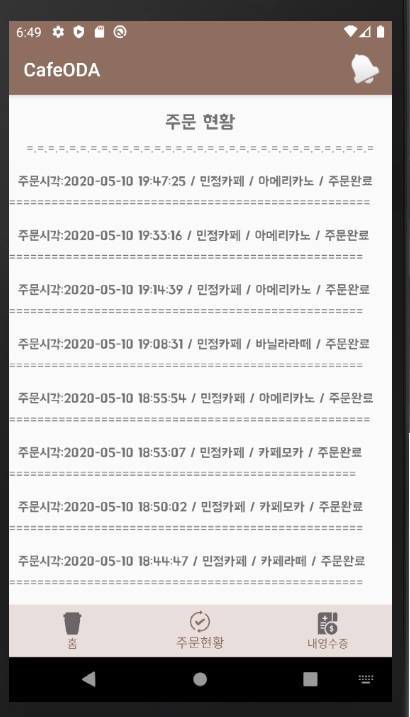 6:49
CafeODA
주문 현황
=.=.=.=.=.=.=.=.=.=.=.=.=.=.=.=.=.=.=.=.=.=.=.=.=.=.=.=.=.=.=.=
주문시각:2020-05-10 19:47:25 / 민정카페 / 아메리카노 / 주문완료
==================================================
주문시각:2020-05-10 19:33:16 / 민정카페 / 아메리카노 / 주문완료
=================================================
주문시각:2020-05-10 19:14:39 / 민정카페 / 아메리카노 / 주문완료
=================================================
주문시각:2020-05-10 19:08:31 / 민정카페 / 바닐라라떼 / 주문완료
=================================================
주문시각:2020-05-10 18:55:54 / 민정카페 / 아메리카노 / 주문완료
==================================================
주문시각:2020-05-10 18:53:07 / 민정카페 / 카페모카 / 주문완료
================================================
주문시각:2020-05-10 18:50:02 / 민정카페 / 카페모카 / 주문완료
=================================================
주문시각:2020-05-10 18:44:47 / 민정카페 / 카페라떼 / 주문완료
=================================================
홈 주문현황 내영수증